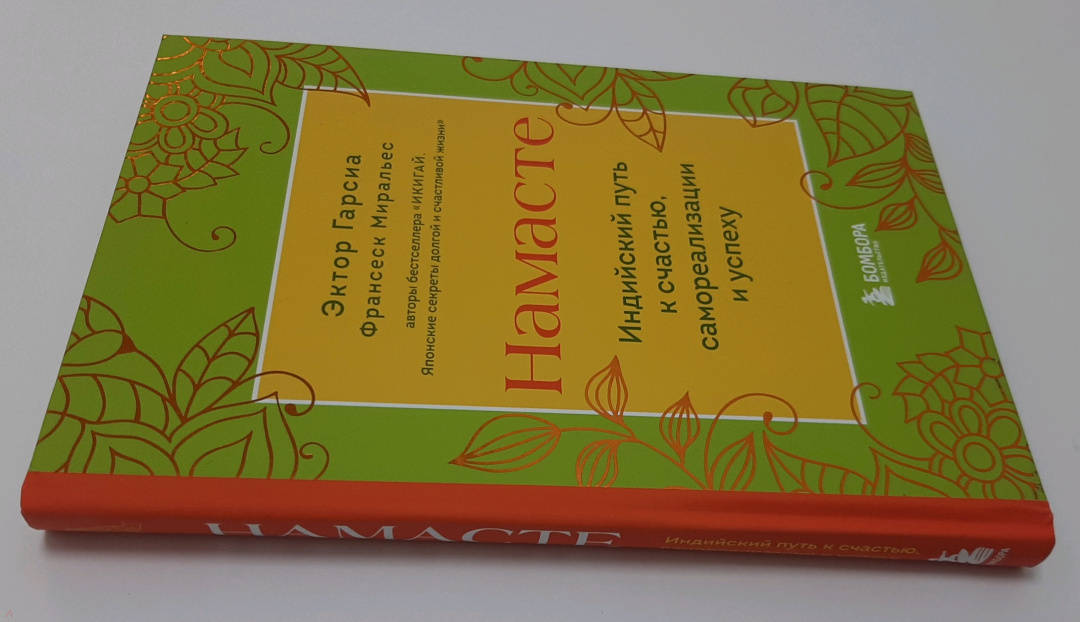 Эктор Гарсиа
Франсеск Миральес
авторы бестселлера «ИКИГАЙ.
Японские секреты долгой и счастливой жизни»
Намасте
Индийский путь
к счастью,
самореализации
и успеху
БОМБОРА
ИЗДАТЕЛЬСТВО
НАМАСТЕ
Индийский путь к счастью,